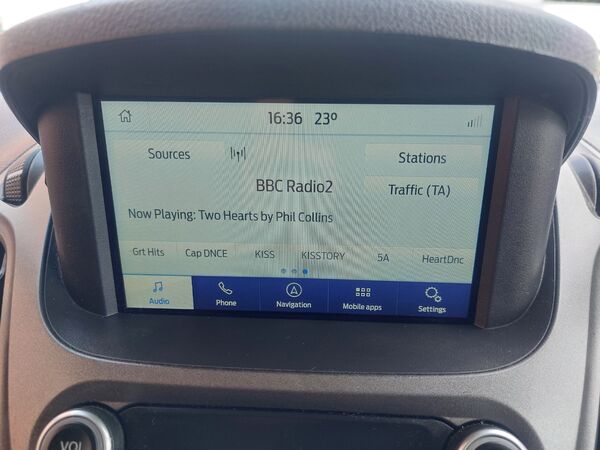 16:36 23º
Sources
Stations
BBC Radio2
Traffic (TA)
Now Playing: Two Hearts by Phil Collins
Grt Hits Cap DNCE KISS KISSTORY 5A HeartDnc
Audio Phone Navigation Mobile apps Settings
VOL